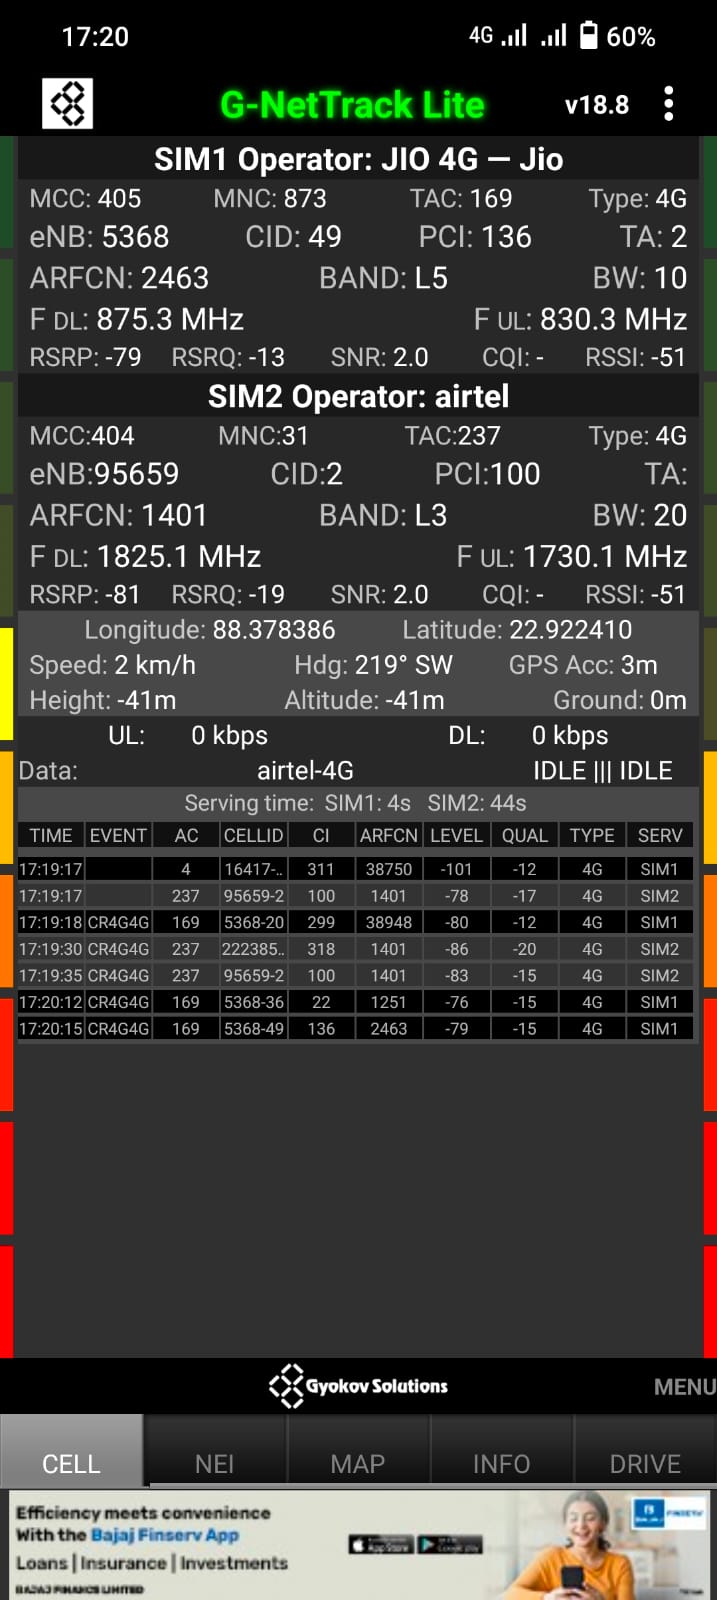 17:20 4G 60%
G-NetTrack Lite v18.8
SIM1 Operator: JIO 4G — Jio
MCC: 405 MNC: 873 TAC: 169 Type: 4G
eNB: 5368 CID: 49 PCI: 136 TA: 2
ARFCN: 2463 BAND: L5 BW: 10
F DL: 875.3 MHz F UL: 830.3 MHz
RSRP: -79 RSRQ: -13 SNR: 2.0 CQI: - RSSI: -51
SIM2 Operator: airtel
MCC:404 MNC:31 TAC:237 Type: 4G
eNB:95659 CID:2 PCI:100 TA:
ARFCN: 1401 BAND: L3 BW: 20
F DL: 1825.1 MHz F UL: 1730.1 MHz
RSRP: -81 RSRQ: -19 SNR: 2.0 CQI: - RSSI: -51
Longitude: 88.378386 Latitude: 22.922410
Speed: 2 km/h Hdg: 219° SW GPS Acc: 3m
Height: -41m Altitude: -41m Ground: 0m
UL: 0 kbps DL: 0 kbps
Data: airtel-4G IDLE ||| IDLE
Serving time: SIM1: 4s SIM2: 44s
TIME EVENT AC CELLID CI ARFCN LEVEL QUAL TYPE SERV
17:19:17 4 16417-.. 311 38750 -101 -12 4G SIM1
17:19:17 237 95659-2 100 1401 -78 -17 4G SIM2
17:19:18 CR4G4G 169 5368-20 299 38948 -80 -12 4G SIM1
17:19:30 CR4G4G 237 222385.. 318 1401 -86 -20 4G SIM2
17:19:35 CR4G4G 237 95659-2 100 1401 -83 -15 4G SIM2
17:20:12 CR4G4G 169 5368-36 22 1251 -76 -15 4G SIM1
17:20:15 CR4G4G 169 5368-49 136 2463 -79 -15 4G SIM1
Gyokov Solutions MENU
CELL NEI MAP INFO DRIVE
Efficiency meets convenience
With the Bajaj Finserv App
Loans | Insurance | Investments
BAJAJ FINANCE LIMITED
App Store Google play
FINSERV